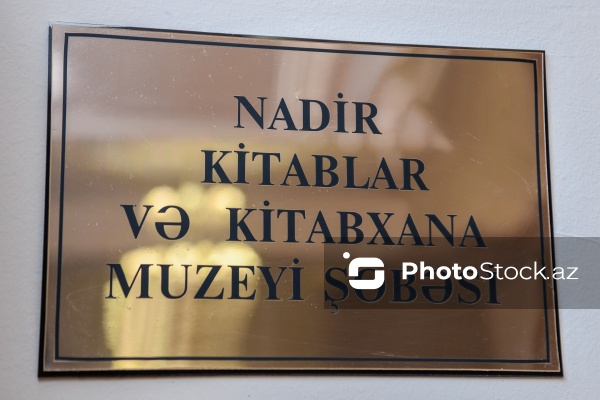 NADİR
KİTABLAR
VƏ KİTABXANA
MUZEYİ ŞÖBƏSİ
PhotoStock.az